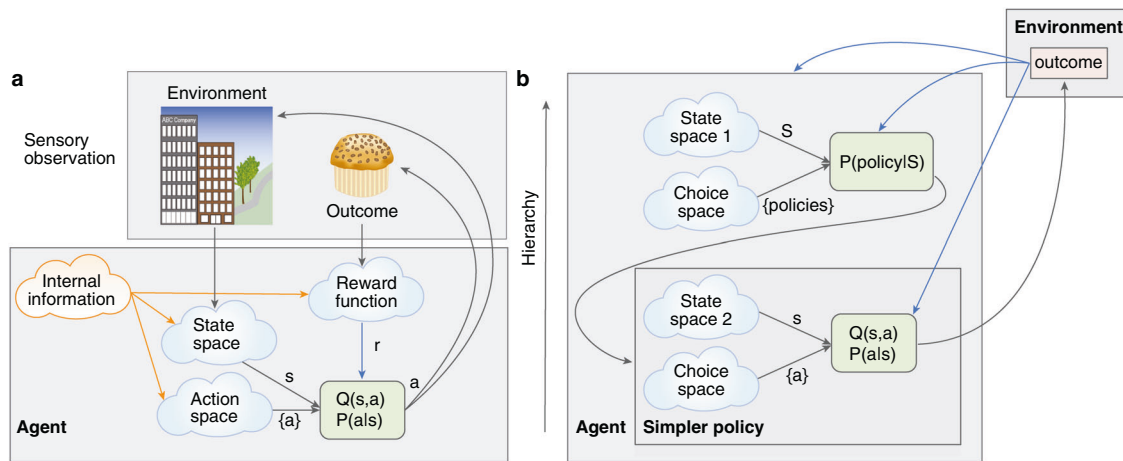 a
Environment
ABC Company
Sensory
observation
Outcome
Internal
information
Reward
function
State
space
r
s
a
Action
space
{a}
Q(s,a)
P(a|s)
Agent
Hierarchy
b
Environment
outcome
State
space 1
S
P(policy|S)
Choice
space
{policies}
State
space 2
s
Q(s,a)
P(a|s)
Choice
space
{a}
Agent
Simpler policy